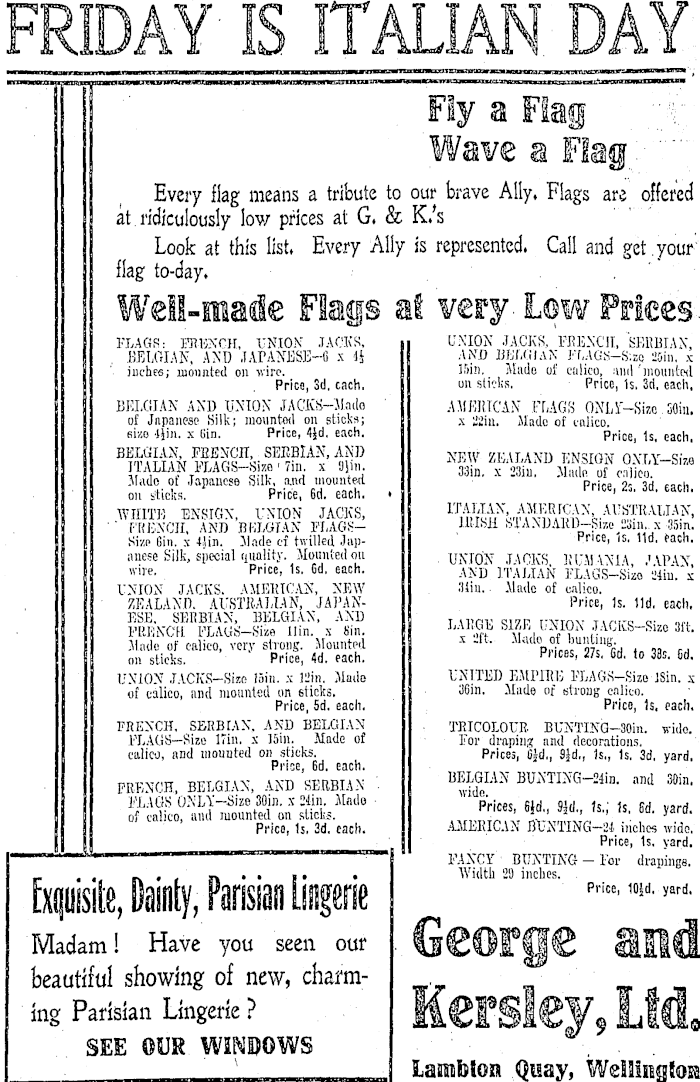 FRIDAY IS ITALIAN DAY
Fly a Flag
Wave a Flag
Every flag means a tribute to our brave Ally. Flags are offered
at ridiculously low prices at G. & K.'s
Look at this list. Every Ally is represented. Call and get your
flag to-day.
Well-made Flags at very Low Prices
FLAGS: FRENCH, UNION JACKS,
BELGIAN, AND JAPANESE—6 x 4½
inches; mounted on wire.
Price, 3d. each.
BELGIAN AND UNION JACKS—Made
of Japanese Silk; mounted on sticks;
size 4½in. x 6in. Price, 4½d. each.
BELGIAN, FRENCH, SERBIAN, AND
ITALIAN FLAGS—Size 7in. x 9½in.
Made of Japanese Silk, and mounted
on sticks. Price, 6d. each.
WHITE ENSIGN, UNION JACKS,
FRENCH, AND BELGIAN FLAGS—
Size 6in. x 4½in. Made of twilled Jap-
anese Silk, special quality. Mounted on
wire. Price, 1s. 6d. each.
UNION JACKS, AMERICAN, NEW
ZEALAND, AUSTRALIAN, JAPAN-
ESE, SERBIAN, BELGIAN, AND
FRENCH FLAGS—Size 11in. x 8in.
Made of calico, very strong. Mounted
on sticks. Price, 4d. each.
UNION JACKS—Size 15in. x 12in. Made
of calico, and mounted on sticks.
Price, 5d. each.
FRENCH, SERBIAN, AND BELGIAN
FLAGS—Size 17in. x 15in. Made of
calico, and mounted on sticks.
Price, 6d. each.
FRENCH, BELGIAN, AND SERBIAN
FLAGS ONLY—Size 30in. x 24in. Made
of calico, and mounted on sticks.
Price, 1s. 3d. each.
UNION JACKS, FRENCH, SERBIAN,
AND BELGIAN FLAGS—Size 25in. x
15in. Made of calico, and mounted
on sticks. Price, 1s. 3d. each.
AMERICAN FLAGS ONLY—Size 30in.
x 22in. Made of calico.
Price, 1s. each.
NEW ZEALAND ENSIGN ONLY—Size
33in. x 23in. Made of calico.
Price, 2s. 3d. each.
ITALIAN, AMERICAN, AUSTRALIAN,
IRISH STANDARD—Size 23in. x 35in.
Price, 1s. 11d. each.
UNION JACKS, RUMANIA, JAPAN,
AND ITALIAN FLAGS—Size 24in. x
34in. Made of calico.
Price, 1s. 11d. each.
LARGE SIZE UNION JACKS—Size 3ft.
x 2ft. Made of bunting.
Prices, 27s. 6d. to 38s. 6d.
UNITED EMPIRE FLAGS—Size 18in. x
36in. Made of strong calico.
Price, 1s. each.
TRICOLOUR BUNTING—30in. wide.
For draping and decorations.
Prices, 6½d., 9½d., 1s., 1s. 3d. yard.
BELGIAN BUNTING—24in. and 30in.
wide.
Prices, 6½d., 9½d., 1s., 1s. 6d. yard.
AMERICAN BUNTING—24 inches wide.
Price, 1s. yard.
FANCY BUNTING — For drapings.
Width 29 inches.
Price, 10½d. yard.
Exquisite, Dainty, Parisian Lingerie
Madam! Have you seen our
beautiful showing of new, charm-
ing Parisian Lingerie?
SEE OUR WINDOWS
George and
Kersley, Ltd.
Lambton Quay, Wellington